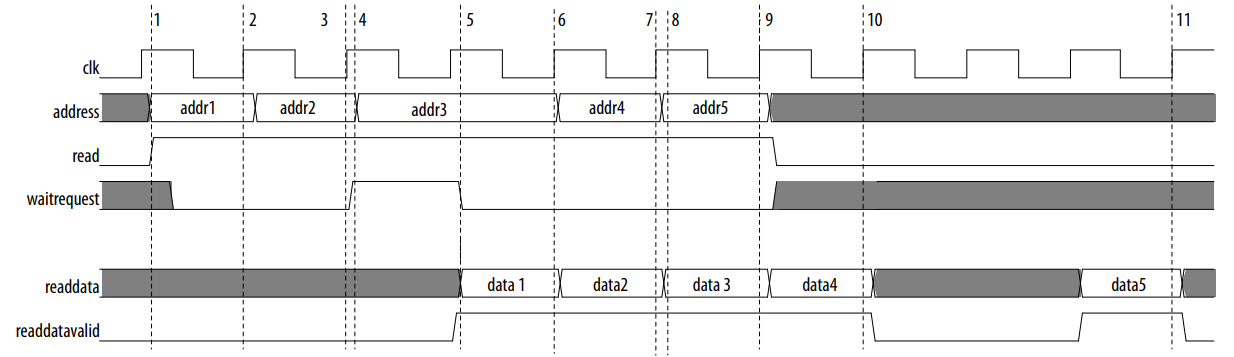 1 2 3 4 5 6 7 8 9 10 11
clk
address addr1 addr2 addr3 addr4 addr5
read
waitrequest
readdata data 1 data2 data 3 data4 data5
readdatavalid